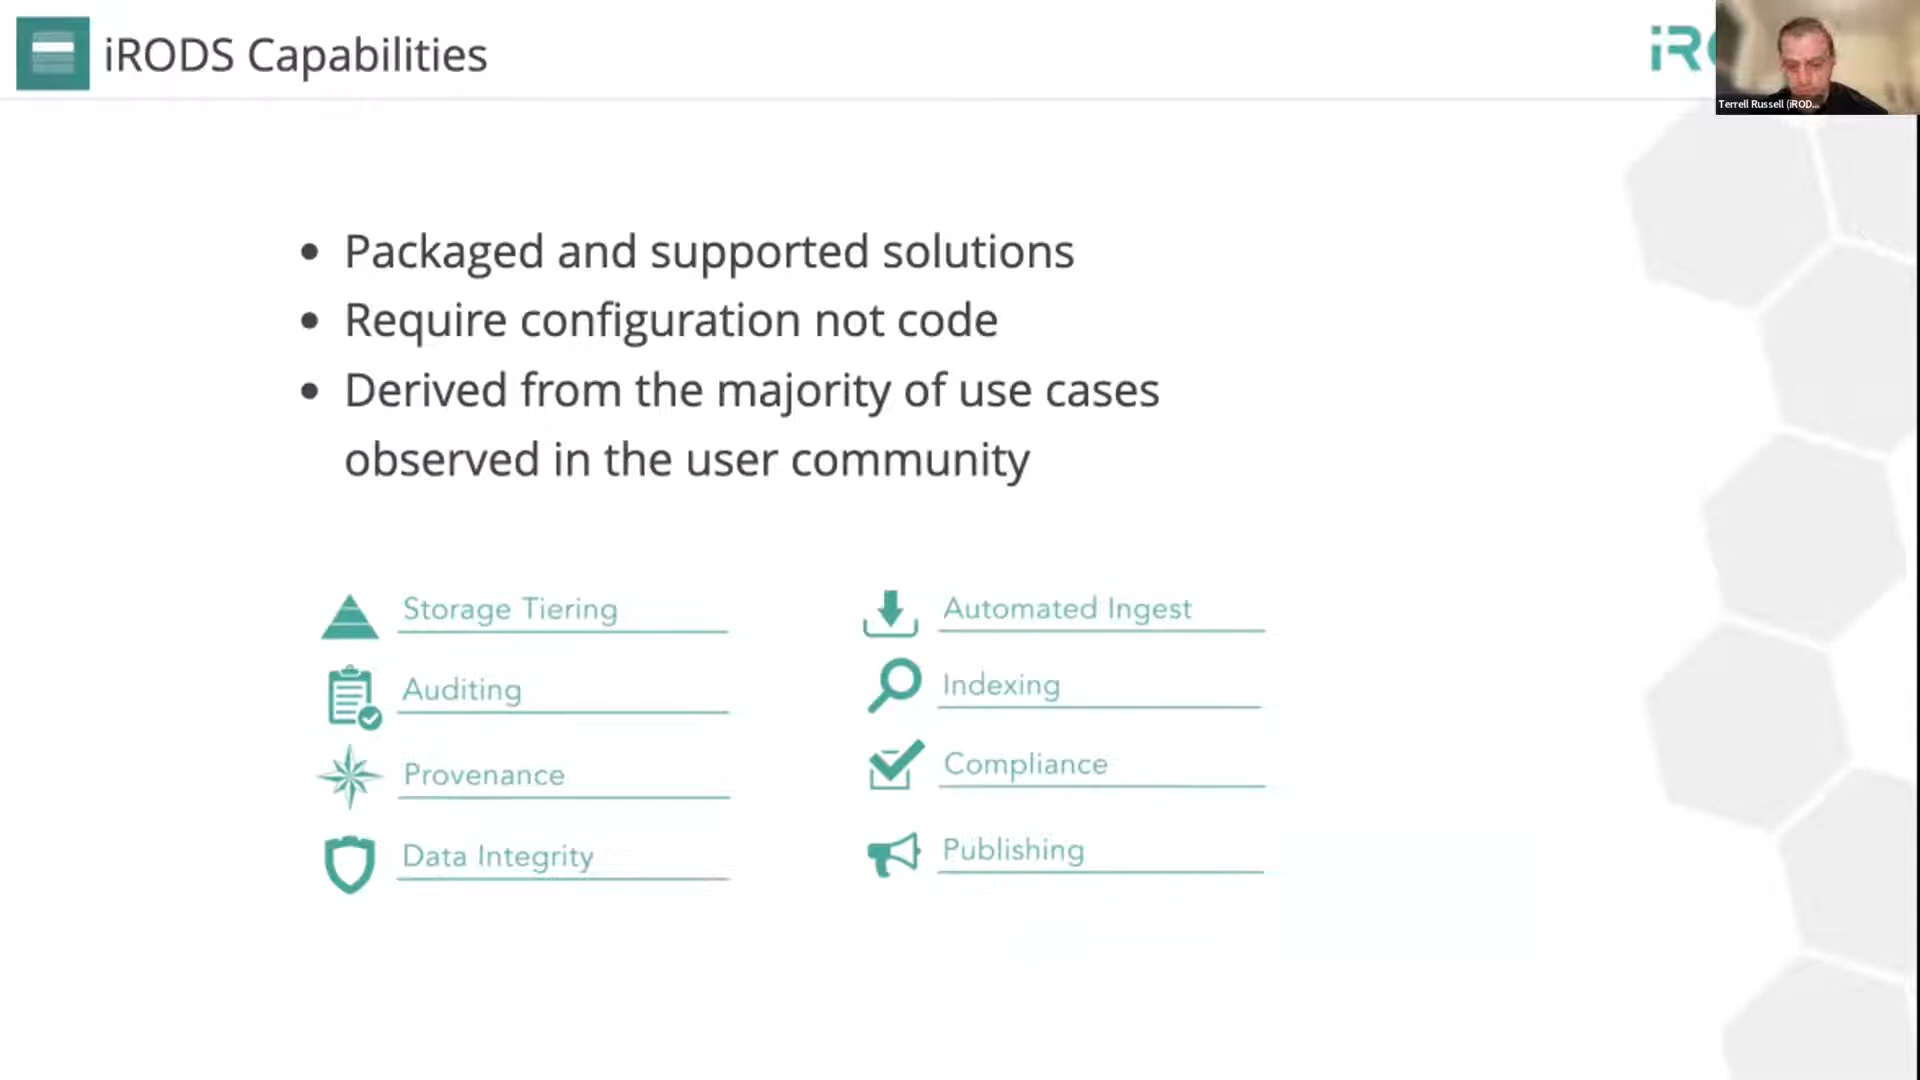 iRODS Capabilities
iR
Terrell Russell (iROD...
Packaged and supported solutions
Require configuration not code
Derived from the majority of use cases
observed in the user community
Storage Tiering
Automated Ingest
Auditing
Indexing
Provenance
Compliance
Data Integrity
Publishing